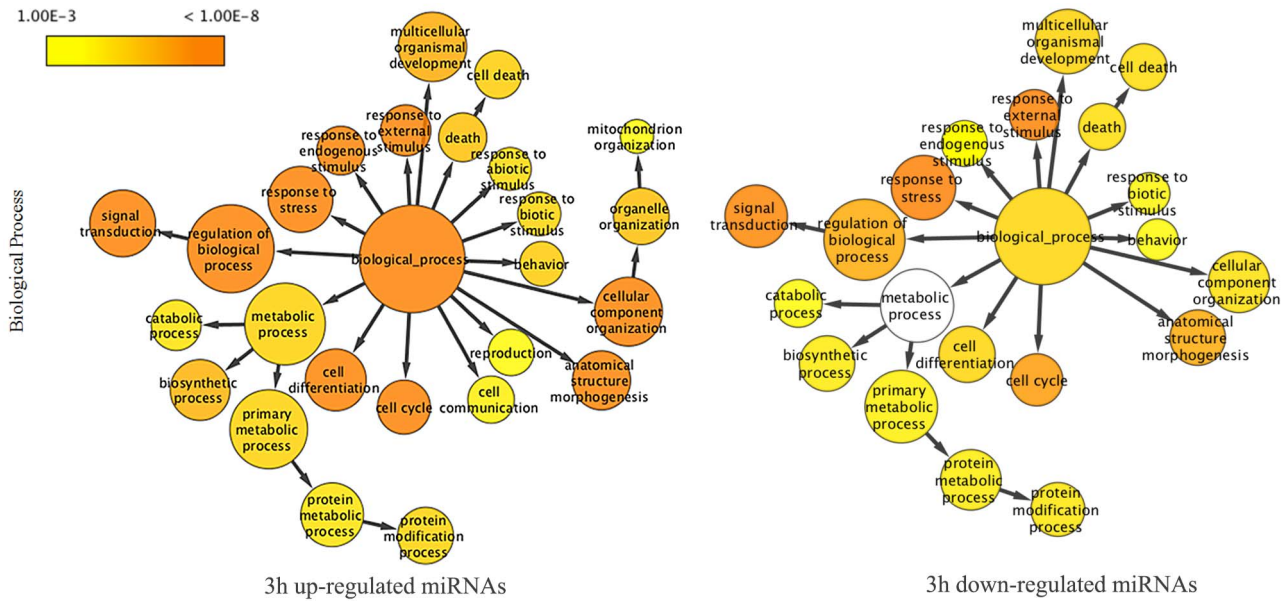 1.00E-3
< 1.00E-8
Biological Process
multicellular
organismal
development
cell death
response to
external
stimulus
death
response to
endogenous
stimulus
response to
abiotic
stimulus
mitochondrion
organization
response to
stress
response to
biotic
stimulus
organelle
organization
signal
transduction
regulation of
biological
process
biological_process
behavior
cellular
component
organization
catabolic
process
metabolic
process
reproduction
anatomical
structure
morphogenesis
biosynthetic
process
cell
differentiation
cell cycle
cell
communication
primary
metabolic
process
protein
metabolic
process
protein
modification
process
3h up-regulated miRNAs
multicellular
organismal
development
cell death
response to
external
stimulus
death
response to
endogenous
stimulus
response to
stress
response to
biotic
stimulus
signal
transduction
regulation of
biological
process
biological_process
behavior
cellular
component
organization
catabolic
process
metabolic
process
anatomical
structure
morphogenesis
biosynthetic
process
cell
differentiation
cell cycle
primary
metabolic
process
protein
metabolic
process
protein
modification
process
3h down-regulated miRNAs